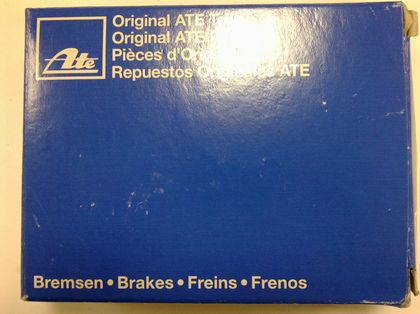 Ate
Original ATE
Original ATE
Pièces
Repuestos ATE
Bremsen • Brakes • Freins • Frenos